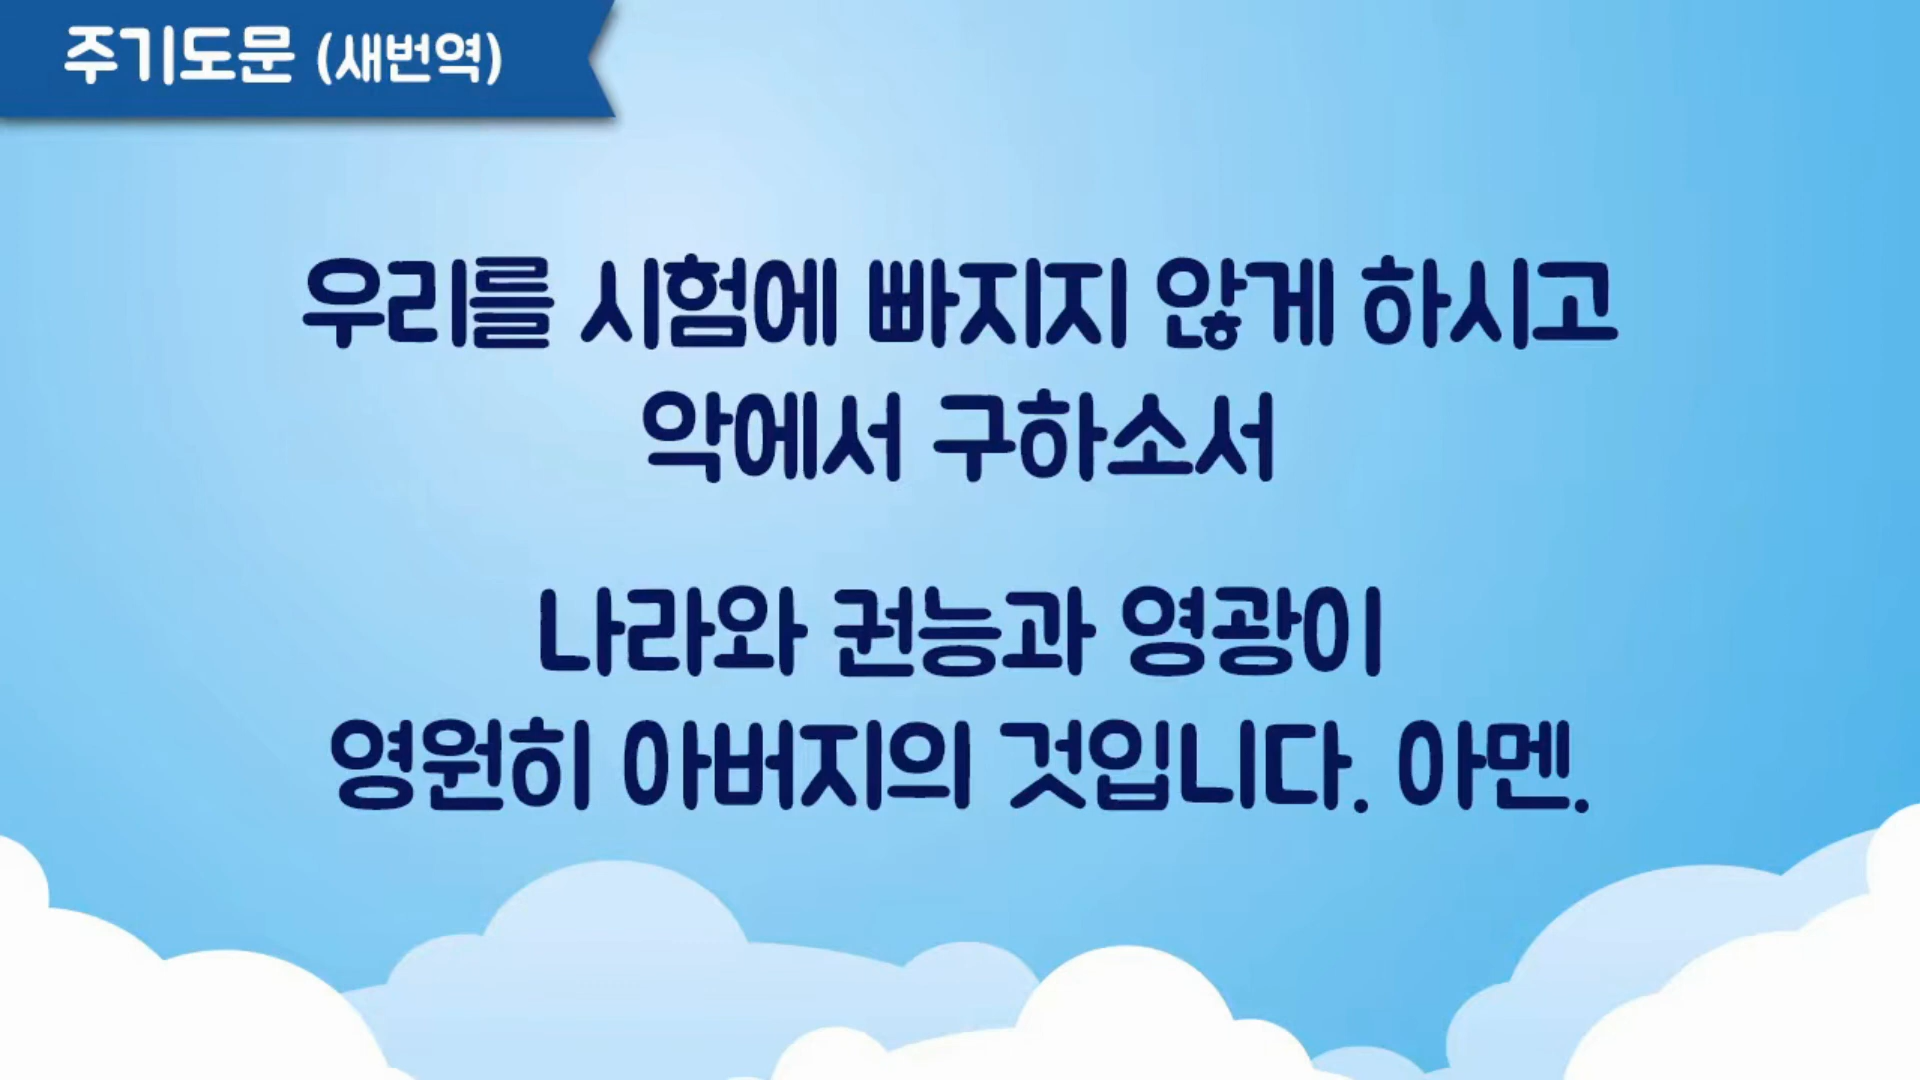 주기도문 (새번역)
우리를 시험에 빠지지 않게 하시고
악에서 구하소서
나라와 권능과 영광이
영원히 아버지의 것입니다. 아멘.